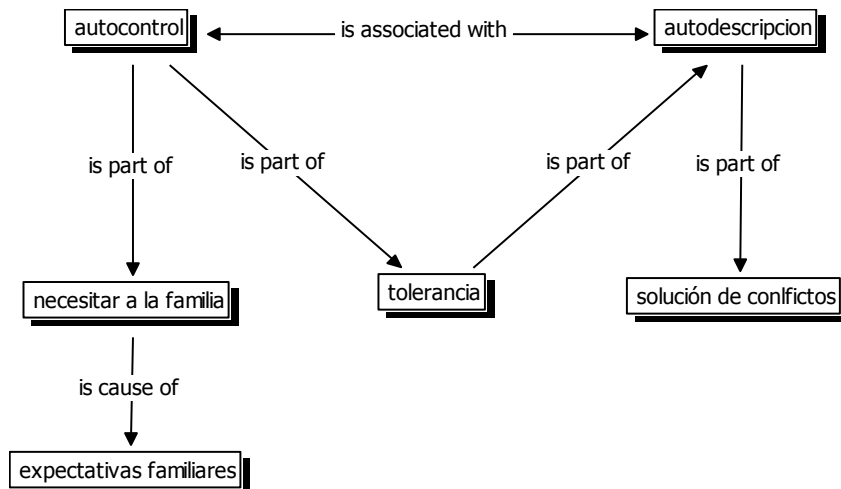 autocontrol
is associated with
autodescripcion
is part of
is part of
is part of
is part of
necesitar a la familia
tolerancia
solución de conlfictos
is cause of
expectativas familiares